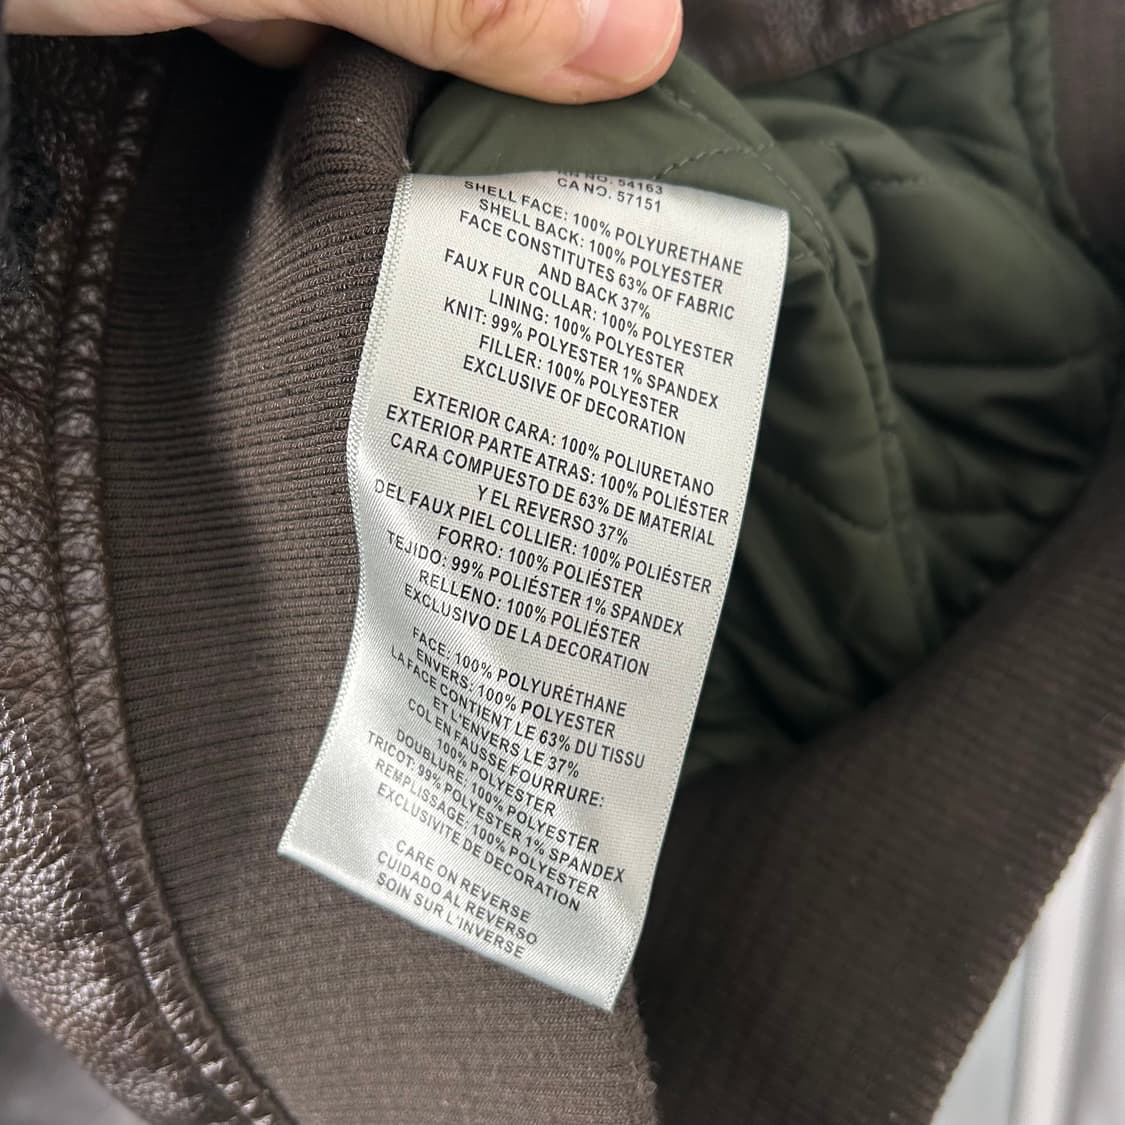 RN NO. 54163
CA NO. 57151
SHELL FACE: 100% POLYURETHANE
SHELL BACK: 100% POLYESTER
FACE CONSTITUTES 63% OF FABRIC
AND BACK 37%
FAUX FUR COLLAR: 100% POLYESTER
LINING: 100% POLYESTER
KNIT: 99% POLYESTER 1% SPANDEX
FILLER: 100% POLYESTER
EXCLUSIVE OF DECORATION
EXTERIOR CARA: 100% POLIURETANO
EXTERIOR PARTE ATRAS: 100% POLIÉSTER
CARA COMPUESTO DE 63% DE MATERIAL
Y EL REVERSO 37%
DEL FAUX PIEL COLLIER: 100% POLIÉSTER
FORRO: 100% POLIÉSTER
TEJIDO: 99% POLIÉSTER 1% SPANDEX
RELLENO: 100% POLIÉSTER
EXCLUSIVO DE LA DECORATION
FACE: 100% POLYURÉTHANE
ENVERS: 100% POLYESTER
LA FACE CONTIENT LE 63% DU TISSU
ET L'ENVERS LE 37%
COL EN FAUSSE FOURRURE:
100% POLYESTER
DOUBLURE: 100% POLYESTER
TRICOT: 99% POLYESTER 1% SPANDEX
REMPLISSAGE: 100% POLYESTER
EXCLUSIVITE DE DECORATION
CARE ON REVERSE
CUIDADO AL REVERSO
SOIN SUR L'INVERSE